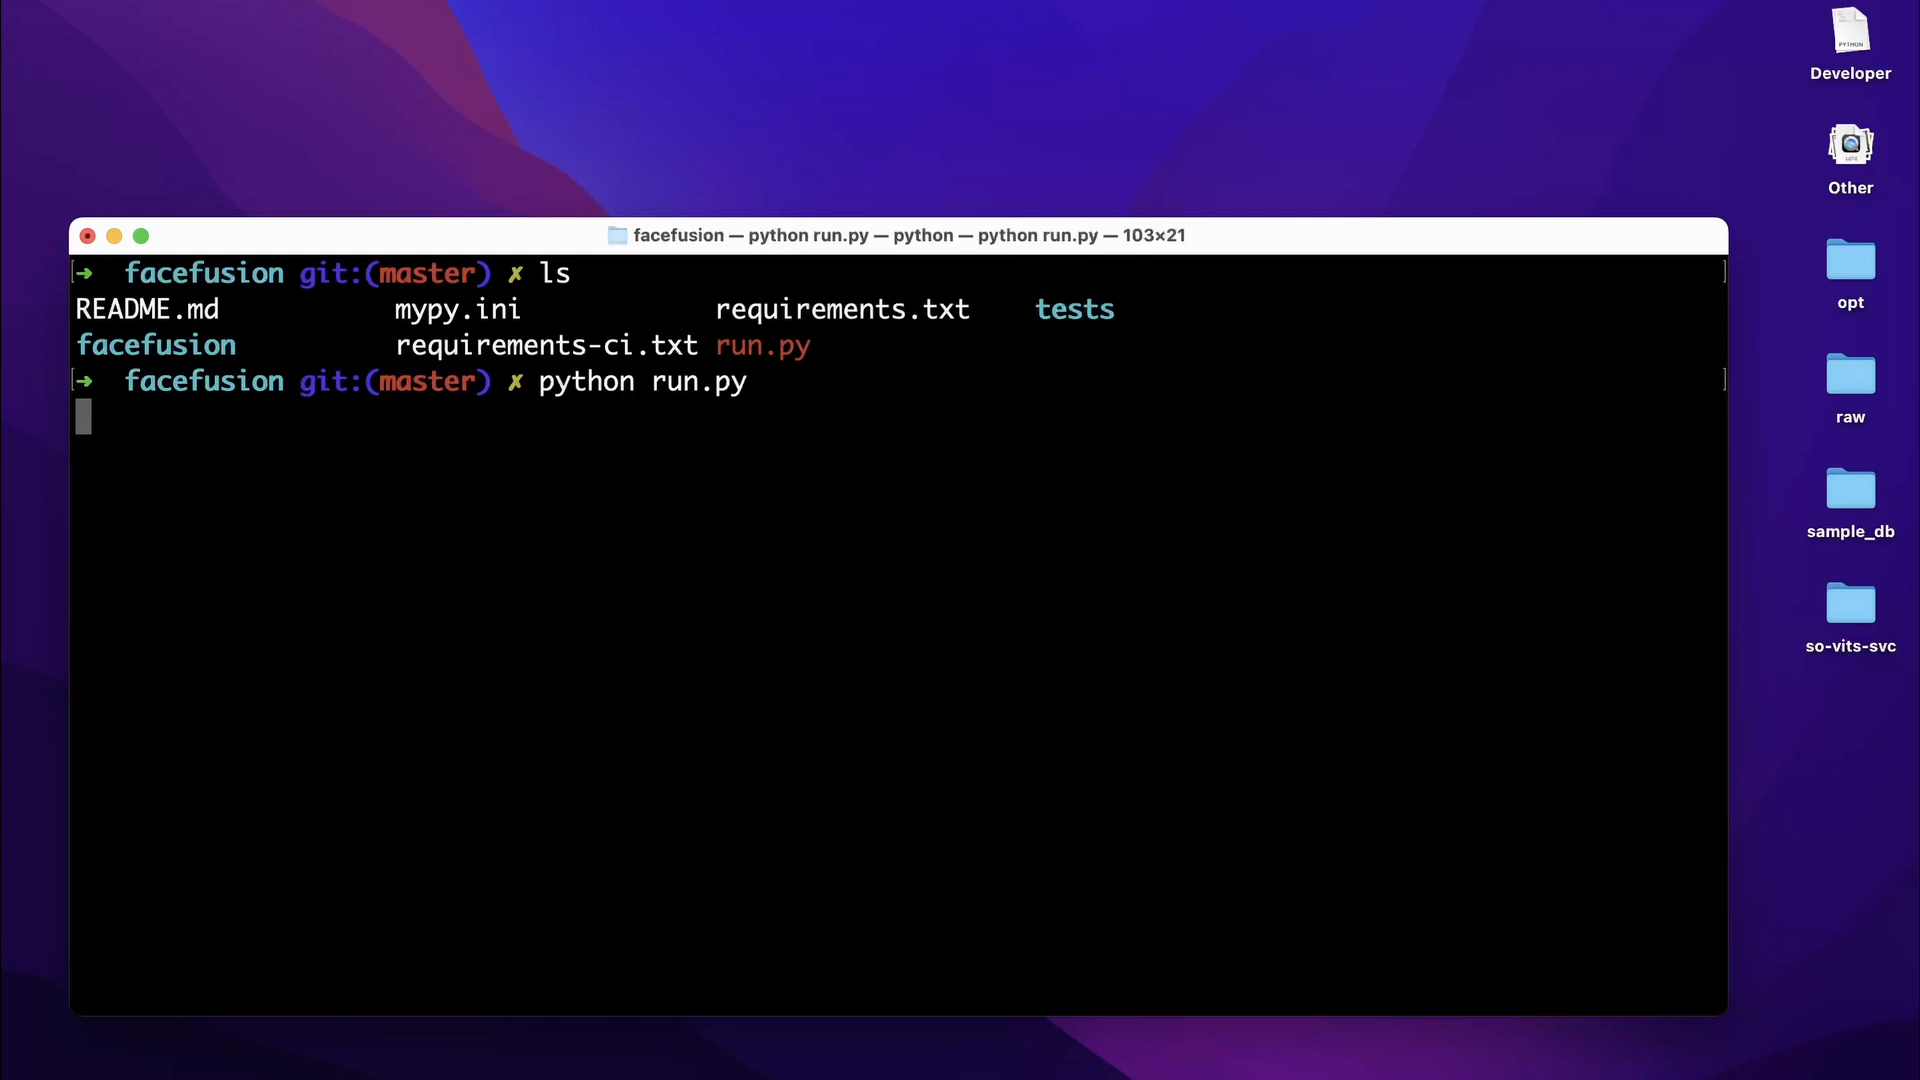 PYTHON
Developer
MP4
Other
opt
raw
sample_db
so-vits-svc
facefusion — python run.py — python — python run.py — 103×21
[➜  facefusion git:(master) ✗ ls ]
README.md mypy.ini requirements.txt tests
facefusion requirements-ci.txt run.py
[➜  facefusion git:(master) ✗ python run.py ]